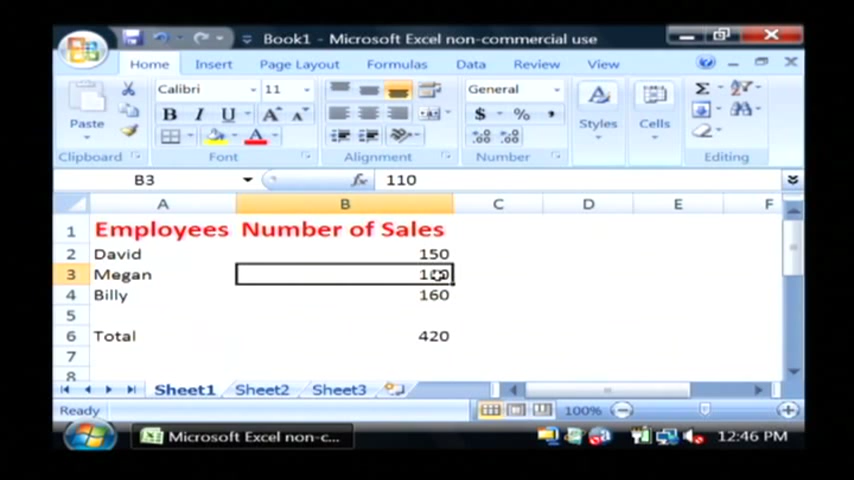 Book1 - Microsoft Excel non-commercial use
Home Insert Page Layout Formulas Data Review View
Calibri 11 General Σ
Paste B I U A A $ % , Styles Cells
Clipboard Font Alignment Number Editing
B3 fx 110
A B C D E F
1 Employees Number of Sales
2 David 150
3 Megan
4 Billy 160
5
6 Total 420
7
8
Sheet1 Sheet2 Sheet3
Ready 100%
Microsoft Excel non-c... 12:46 PM